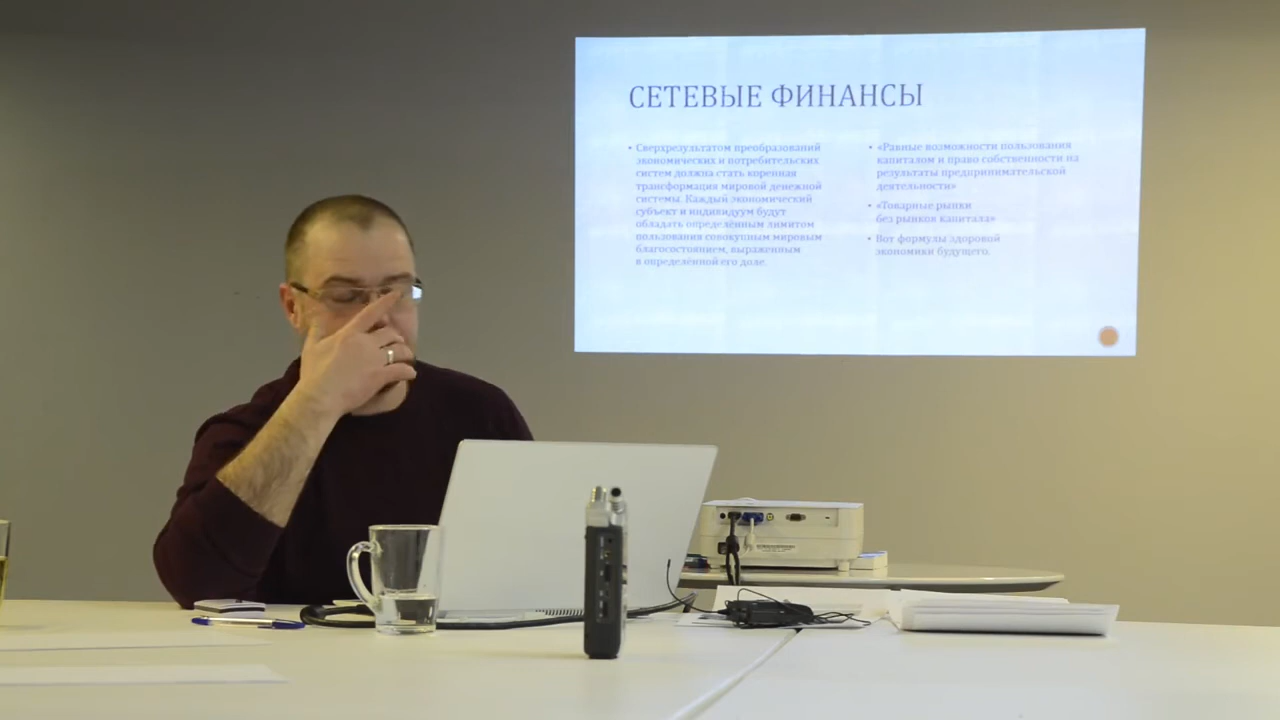 СЕТЕВЫЕ ФИНАНСЫ
• Сверхрезультатом преобразований
экономических и потребительских
систем должна стать коренная
трансформация мировой денежной
системы. Каждый экономический
субъект и индивидуум будут
обладать определённым лимитом
пользования совокупным мировым
благосостоянием, выраженным
в определённой его доле.
• «Равные возможности пользования
капиталом и право собственности на
результаты предпринимательской
деятельности»
• «Товарные рынки
без рынков капитала»
• Вот формулы здоровой
экономики будущего.